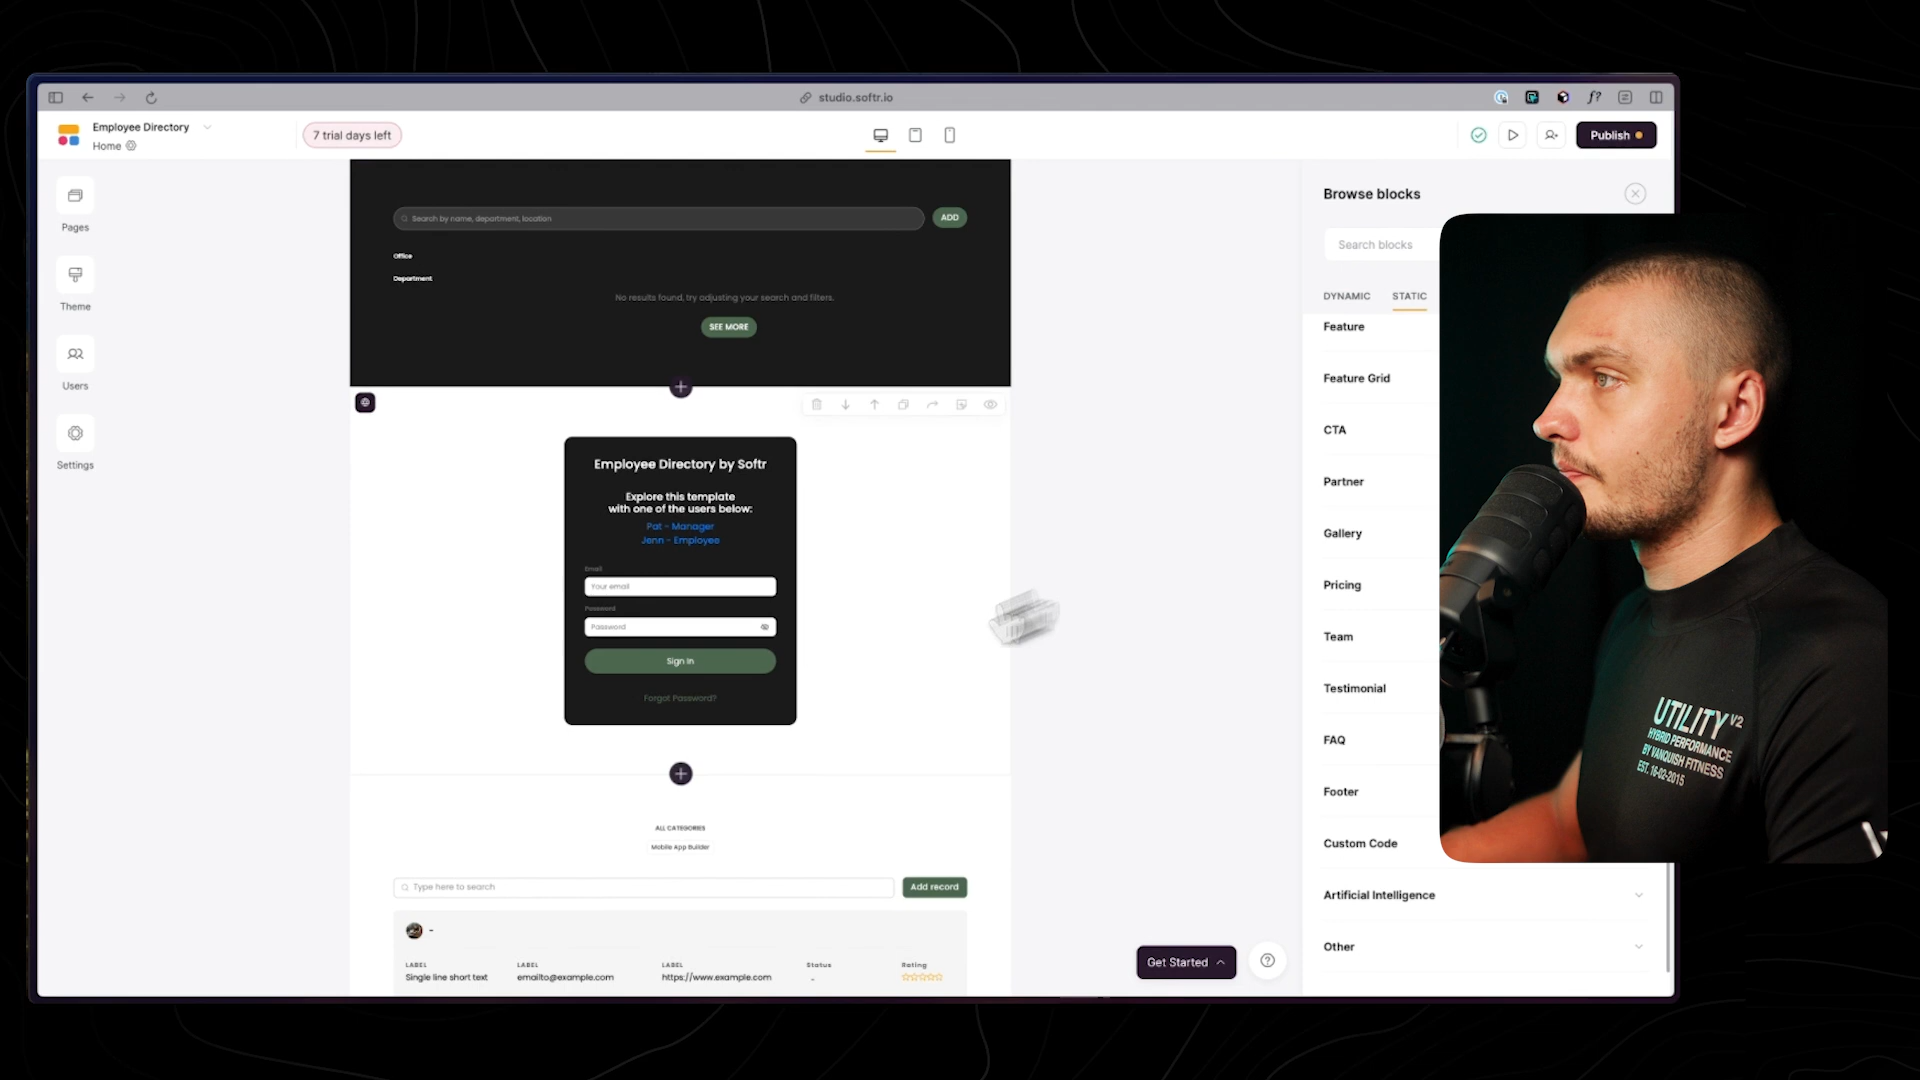 studio.softr.io
f?
Employee Directory
Home
7 trial days left
Publish
Pages
Theme
Users
Settings
Search by name, department, location
ADD
Office
Department
No results found, try adjusting your search and filters.
SEE MORE
Employee Directory by Softr
Explore this template
with one of the users below:
Pat - Manager
Jenn - Employee
Email
Your email
Password
Password
Sign In
Forgot Password?
ALL CATEGORIES
Mobile App Builder
Type here to search
Add record
-
LABEL
Single line short text
LABEL
emailto@example.com
LABEL
https://www.example.com
Status
-
Rating
Get Started
Browse blocks
Search blocks
DYNAMIC
STATIC
Feature
Feature Grid
CTA
Partner
Gallery
Pricing
Team
Testimonial
FAQ
Footer
Custom Code
Artificial Intelligence
Other
UTILITY V2
HYBRID PERFORMANCE
BY VANQUISH FITNESS
EST. 16-02-2015